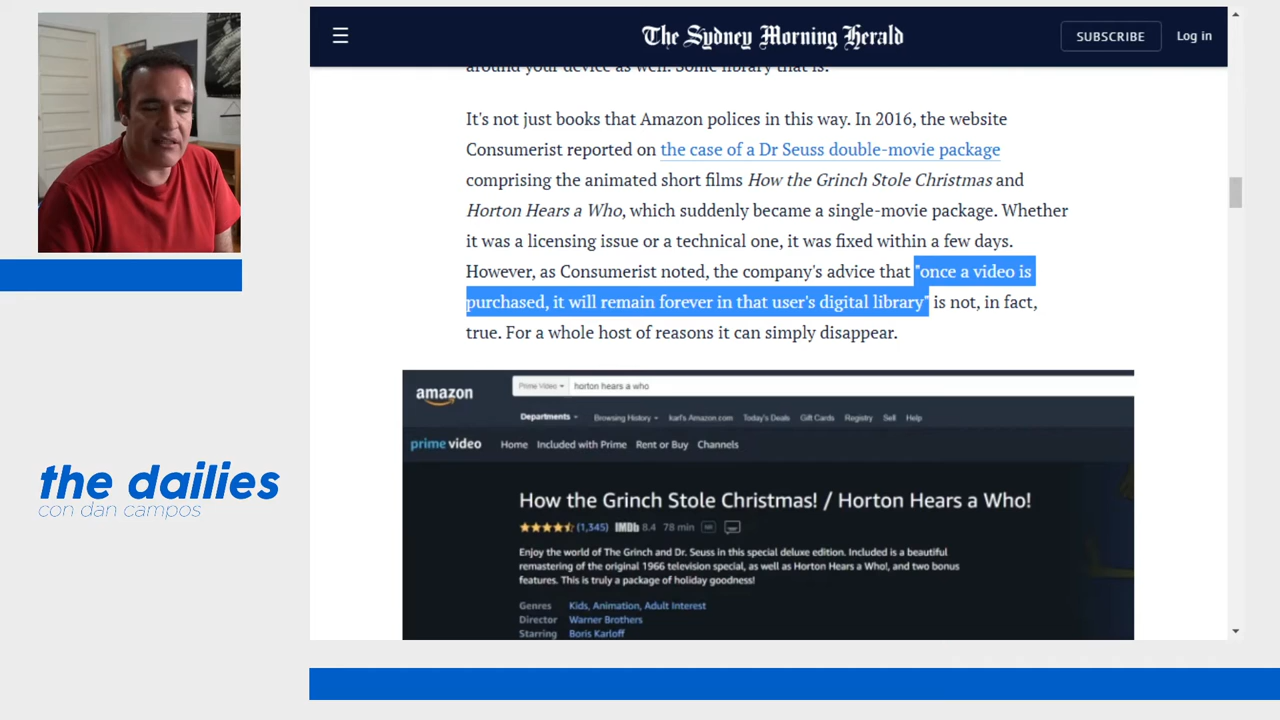 The Sydney Morning Herald
SUBSCRIBE
Log in
around your device as well. Some library that is.
It's not just books that Amazon polices in this way. In 2016, the website
Consumerist reported on the case of a Dr Seuss double-movie package
comprising the animated short films How the Grinch Stole Christmas and
Horton Hears a Who, which suddenly became a single-movie package. Whether
it was a licensing issue or a technical one, it was fixed within a few days.
However, as Consumerist noted, the company's advice that "once a video is
purchased, it will remain forever in that user's digital library" is not, in fact,
true. For a whole host of reasons it can simply disappear.
amazon
Prime Video
horton hears a who
Departments
Browsing History
karl's Amazon.com
Today's Deals
Gift Cards
Registry
Sell
Help
prime video
Home
Included with Prime
Rent or Buy
Channels
How the Grinch Stole Christmas! / Horton Hears a Who!
(1,345)
IMDb 8.4
78 min
Enjoy the world of The Grinch and Dr. Seuss in this special deluxe edition. Included is a beautiful
remastering of the original 1966 television special, as well as Horton Hears a Who!, and two bonus
features. This is truly a package of holiday goodness!
Genres Kids, Animation, Adult Interest
Director Warner Brothers
Starring Boris Karloff
the dailies
con dan campos